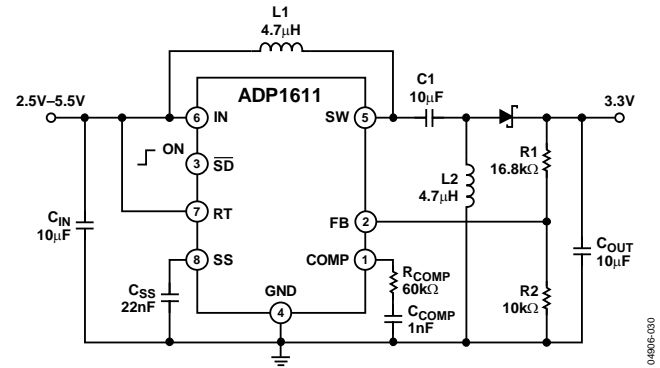 L1
4.7µH
ADP1611
C1
10µF
2.5V–5.5V
3.3V
6
IN
SW
5
ON
3
SD
R1
16.8kΩ
L2
4.7µH
CIN
10µF
7
RT
FB
2
COUT
10µF
8
SS
COMP
1
RCOMP
60kΩ
CSS
22nF
GND
4
CCOMP
1nF
R2
10kΩ
04906-030